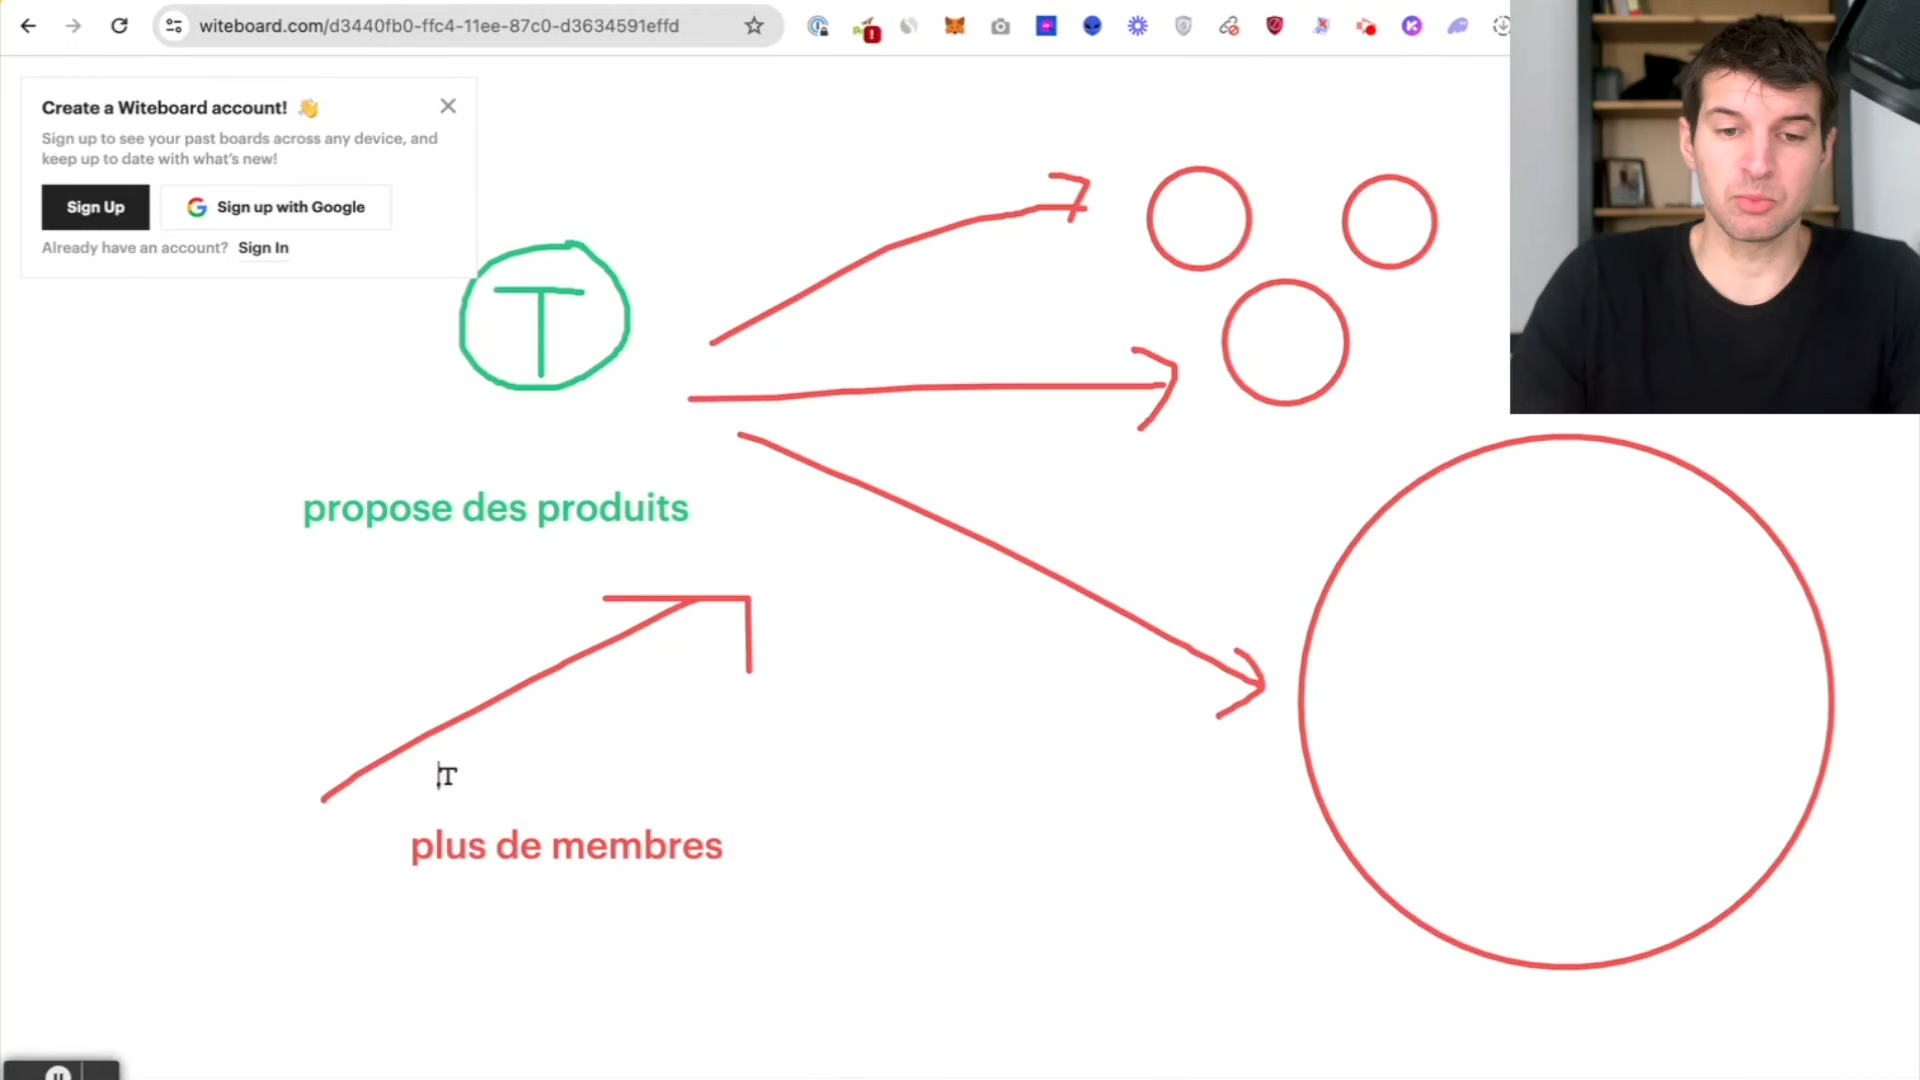 witeboard.com/d3440fb0-ffc4-11ee-87c0-d3634591effd
Create a Witeboard account! 👋
Sign up to see your past boards across any device, and
keep up to date with what's new!
Sign Up
Sign up with Google
Already have an account? Sign In
T
propose des produits
T
plus de membres